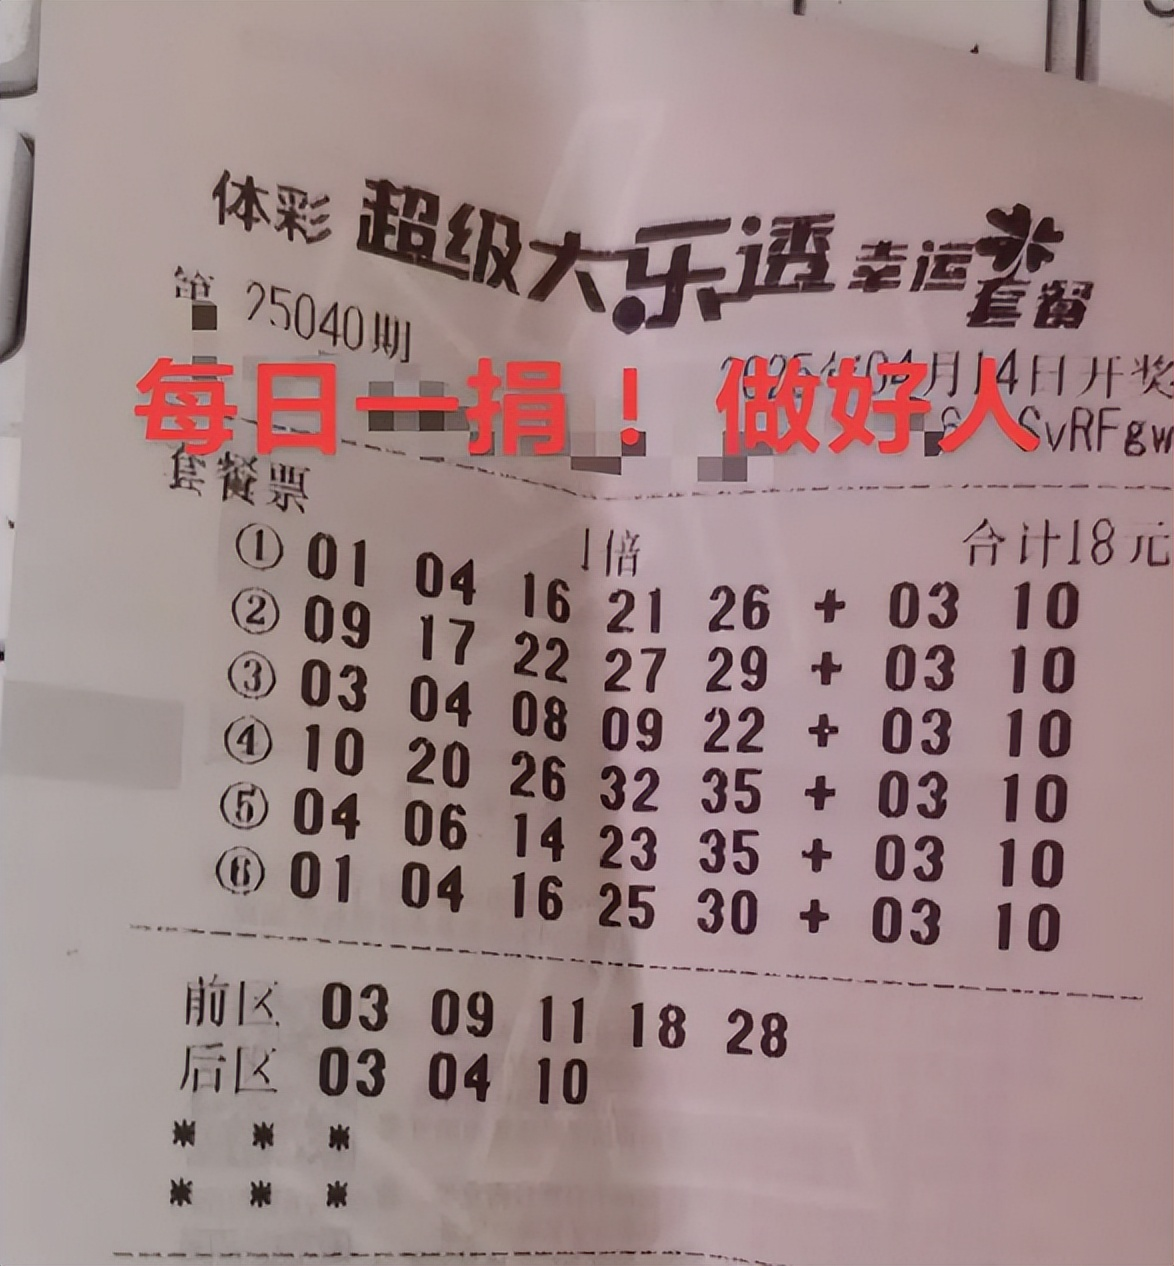 体彩 超级大乐透 幸运套餐
第 25040期
2025年04月14日开奖
每日一捐！ 做好人
SvRFgw
套餐票
1倍 合计18元
① 01 04 16 21 26 + 03 10
② 09 17 22 27 29 + 03 10
③ 03 04 08 09 22 + 03 10
④ 10 20 26 32 35 + 03 10
⑤ 04 06 14 23 35 + 03 10
⑥ 01 04 16 25 30 + 03 10
前区 03 09 11 18 28
后区 03 04 10
* * *
* * *